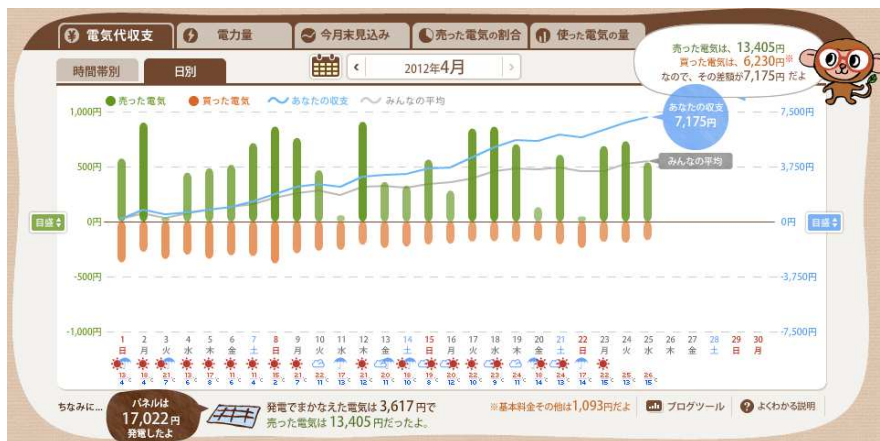 電気代収支
電力量
今月末見込み
売った電気の割合
使った電気の量
売った電気は、13,405円
買った電気は、6,230円※
なので、その差額が7,175円 だよ
時間帯別
日別
2012年4月
売った電気
買った電気
あなたの収支
みんなの平均
あなたの収支
7,175円
みんなの平均
1,000円
500円
0円
-500円
-1,000円
7,500円
3,750円
0円
-3,750円
-7,500円
目盛
目盛
1 2 3 4 5 6 7 8 9 10 11 12 13 14 15 16 17 18 19 20 21 22 23 24 25 26 27 28 29 30
日 月 火 水 木 金 土 日 月 火 水 木 金 土 日 月 火 水 木 金 土 日 月 火 水 木 金 土 日 月
ちなみに...
パネルは
17,022円
発電したよ
発電でまかなえた電気は 3,617円で
売った電気は 13,405円だったよ。
※基本料金その他は1,093円だよ
ブログツール
よくわかる説明